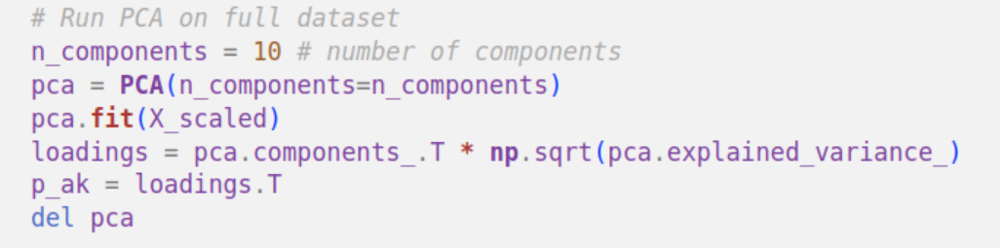 # Run PCA on full dataset
n_components = 10 # number of components
pca = PCA(n_components=n_components)
pca.fit(X_scaled)
loadings = pca.components_.T * np.sqrt(pca.explained_variance_)
p_ak = loadings.T
del pca